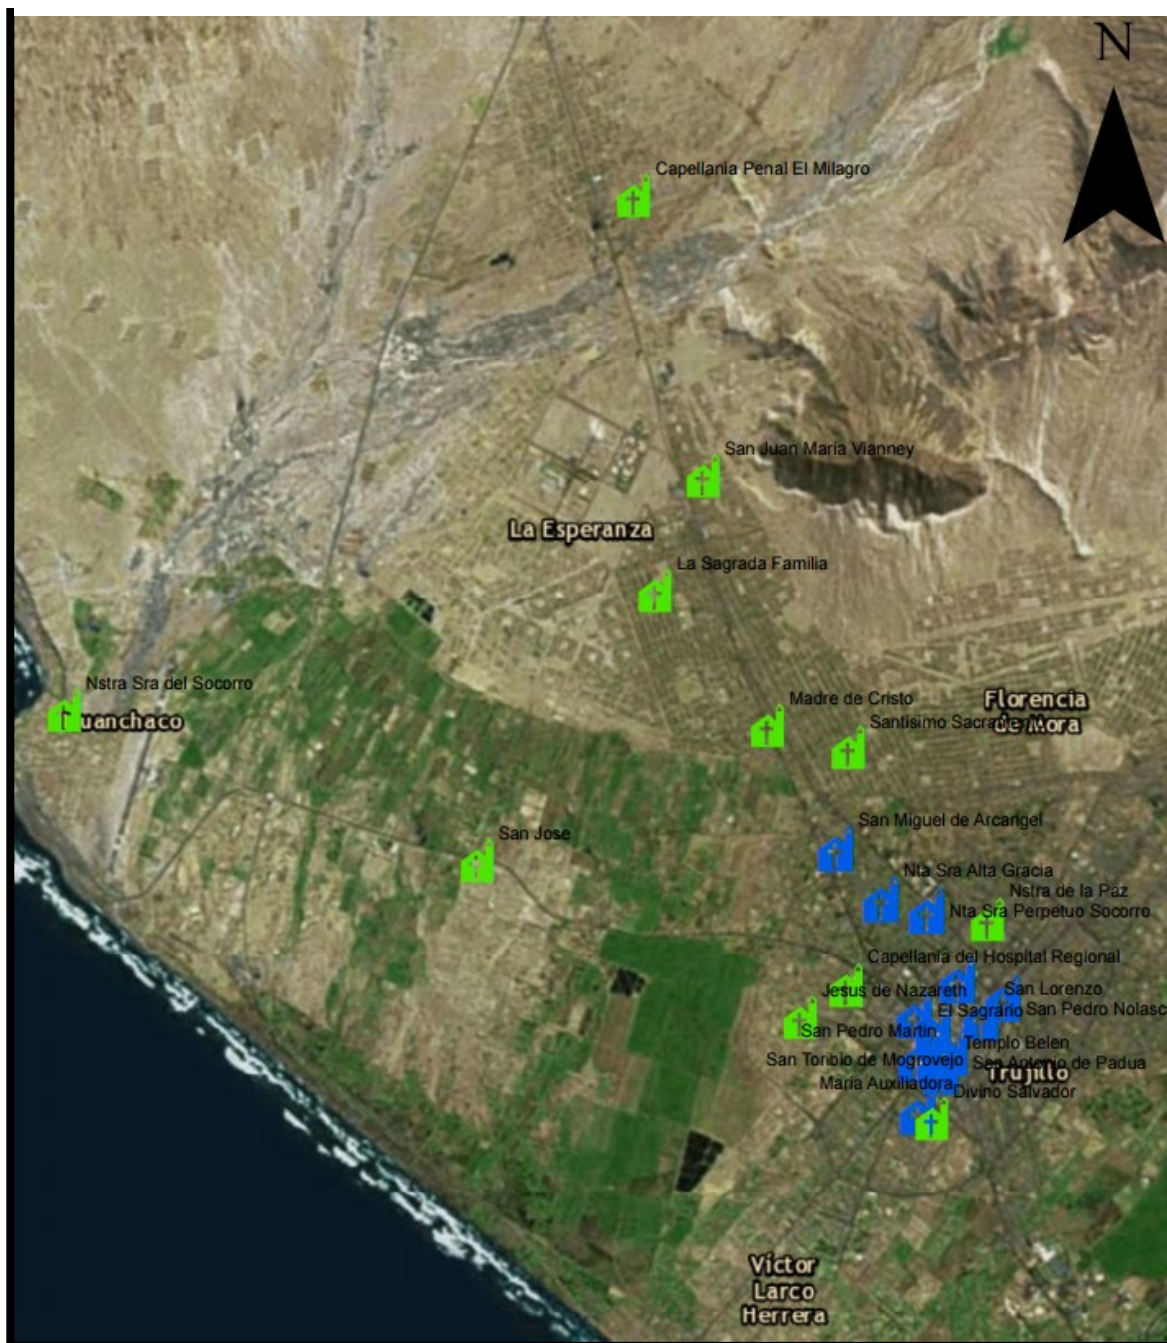 N
Capellania Penal El Milagro
San Juan Maria Vianney
La Esperanza
La Sagrada Familia
Nstra Sra del Socorro
Madre de Cristo
Florencia
de Mora
uanchaco
Santisimo
San Jose
San Miguel de Arcangel
Nta Sra Alta Gracia
Nstra de la Paz
Nta Sra Perpetuo Socorro
Capellania del Hospital Regional
Jesus de Nazareth
San Lorenzo
El Sagrario
San Pedro Nolasc
San Pedro Martin
Templo Belen
San Toribio de Mogrovejo
San Antonio de Padua
Trujillo
Maria Auxiliadora
Divino Salvador
Víctor
Larco
Herrera